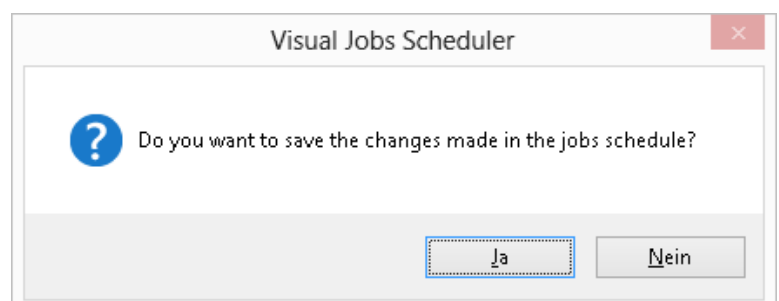 Visual Jobs Scheduler
Do you want to save the changes made in the jobs schedule?
Ja
Nein